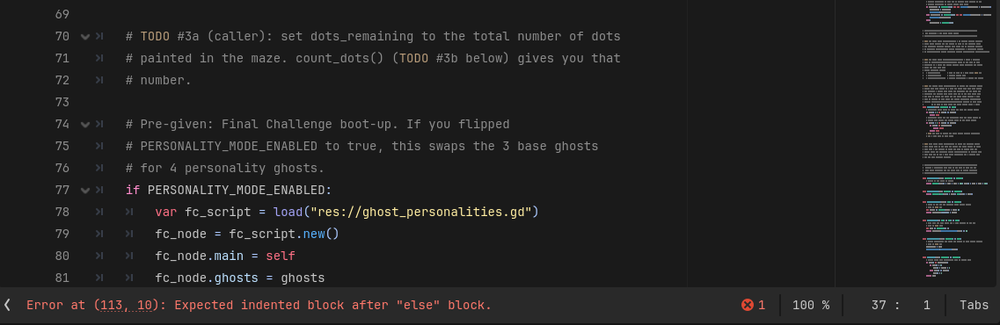 69
70 # TODO #3a (caller): set dots_remaining to the total number of dots
71 # painted in the maze. count_dots() (TODO #3b below) gives you that
72 # number.
73
74 # Pre-given: Final Challenge boot-up. If you flipped
75 # PERSONALITY_MODE_ENABLED to true, this swaps the 3 base ghosts
76 # for 4 personality ghosts.
77 if PERSONALITY_MODE_ENABLED:
78 var fc_script = load("res://ghost_personalities.gd")
79 fc_node = fc_script.new()
80 fc_node.main = self
81 fc_node.ghosts = ghosts
Error at (113, 10): Expected indented block after "else" block. 1 100 % 37 : 1 Tabs